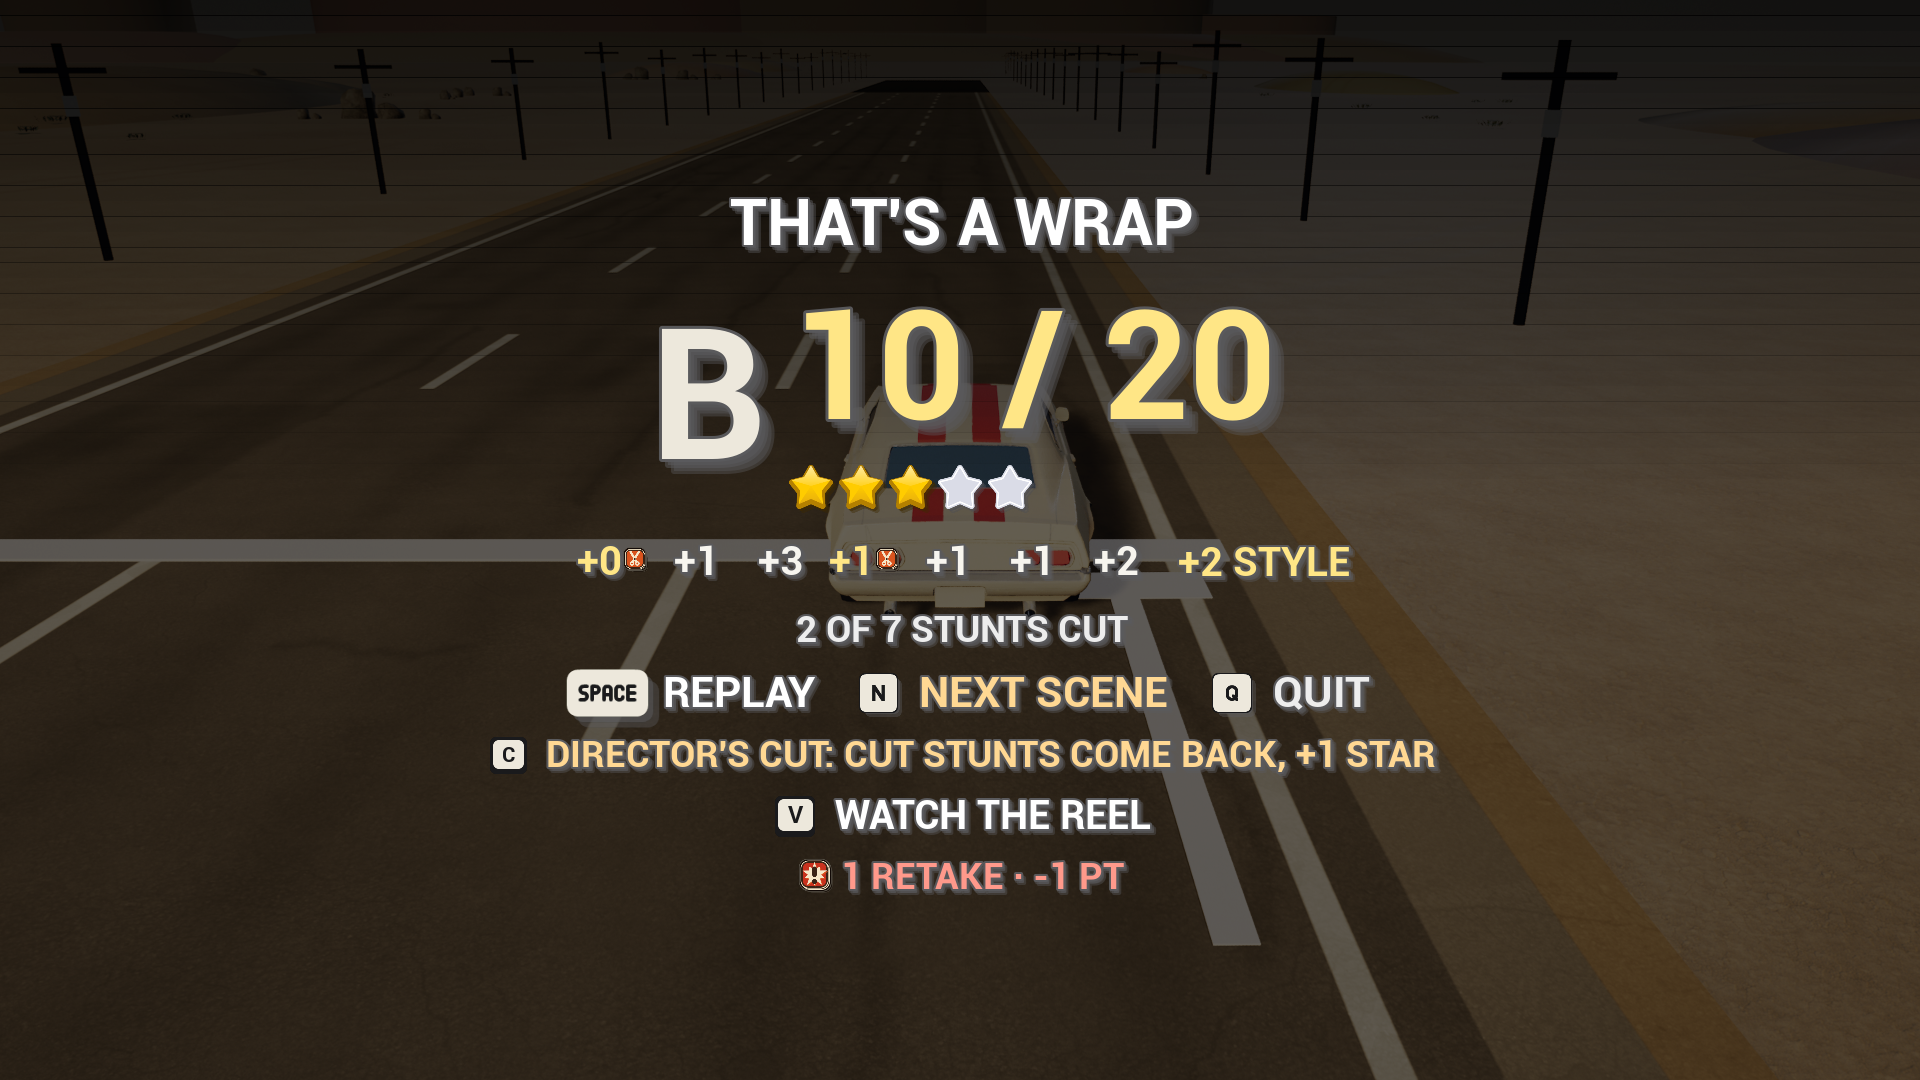 THAT'S A WRAP
B 10 / 20
+0 +1 +3 +1 +1 +1 +2 +2 STYLE
2 OF 7 STUNTS CUT
SPACE REPLAY N NEXT SCENE Q QUIT
C DIRECTOR'S CUT: CUT STUNTS COME BACK, +1 STAR
V WATCH THE REEL
1 RETAKE · -1 PT